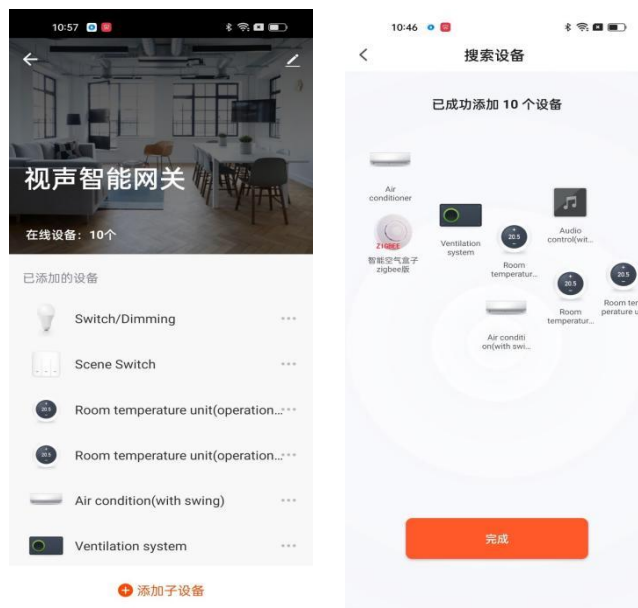 10:57
视声智能网关
在线设备：10个
已添加的设备
Switch/Dimming
Scene Switch
Room temperature unit(operation...
Room temperature unit(operation...
Air condition(with swing)
Ventilation system
添加子设备
10:46
搜索设备
已成功添加 10 个设备
Air
conditioner
ZIGBEE
智能空气盒子
zigbee版
Ventilation
system
20.5
Room
temperatur...
Audio
control(wit...
20.5
Room
temperatur...
20.5
Room ter
perature u
Air conditi
on(with swi...
完成